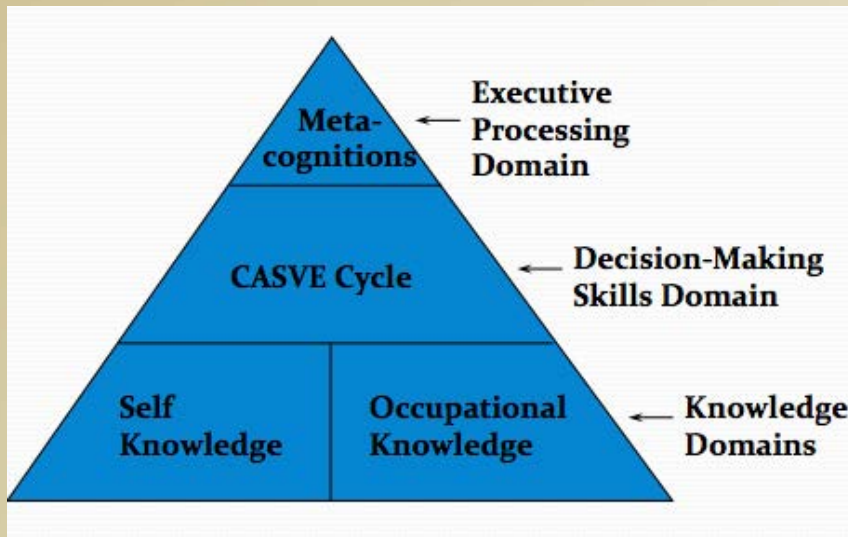 Meta-
cognitions
Executive
Processing
Domain
CASVE Cycle
Decision-Making
Skills Domain
Self
Knowledge
Occupational
Knowledge
Knowledge
Domains